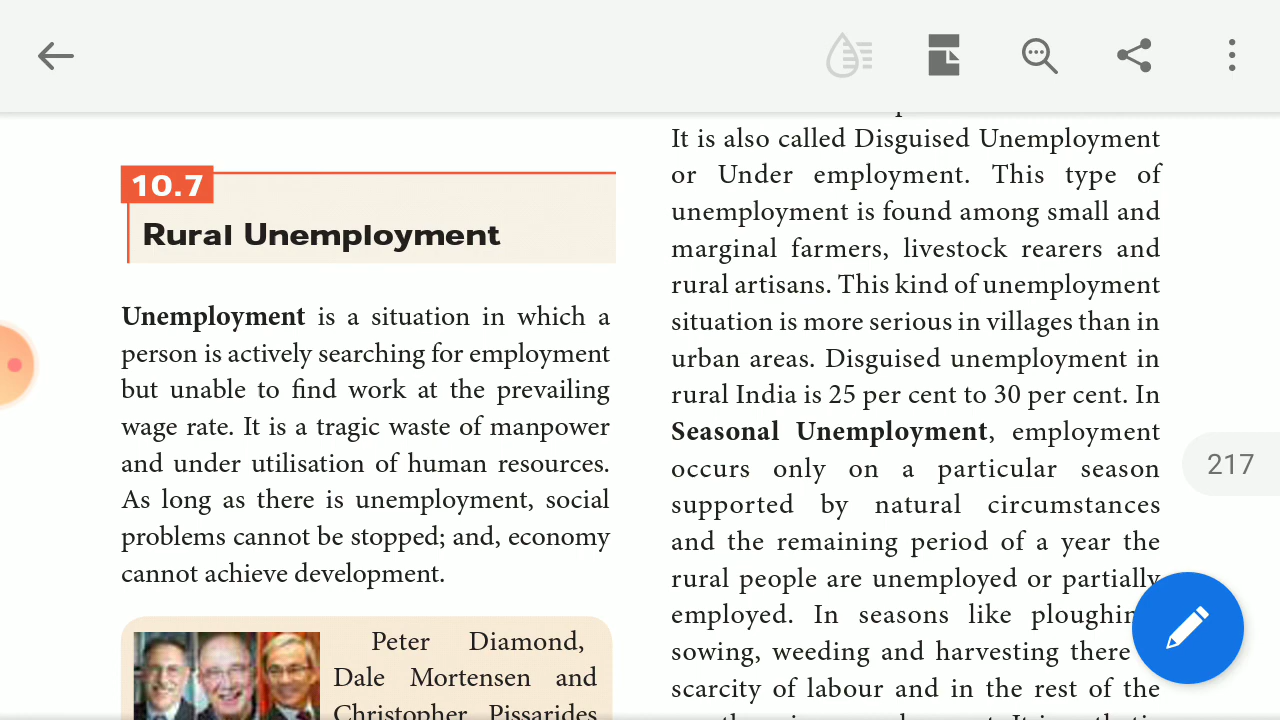 10.7
Rural Unemployment
Unemployment is a situation in which a
person is actively searching for employment
but unable to find work at the prevailing
wage rate. It is a tragic waste of manpower
and under utilisation of human resources.
As long as there is unemployment, social
problems cannot be stopped; and, economy
cannot achieve development.
Peter Diamond,
Dale Mortensen and
Christopher Pissarides
It is also called Disguised Unemployment
or Under employment. This type of
unemployment is found among small and
marginal farmers, livestock rearers and
rural artisans. This kind of unemployment
situation is more serious in villages than in
urban areas. Disguised unemployment in
rural India is 25 per cent to 30 per cent. In
Seasonal Unemployment, employment
occurs only on a particular season
supported by natural circumstances
and the remaining period of a year the
rural people are unemployed or partially
employed. In seasons like
sowing, weeding and harvesting there
scarcity of labour and in the rest of the
217